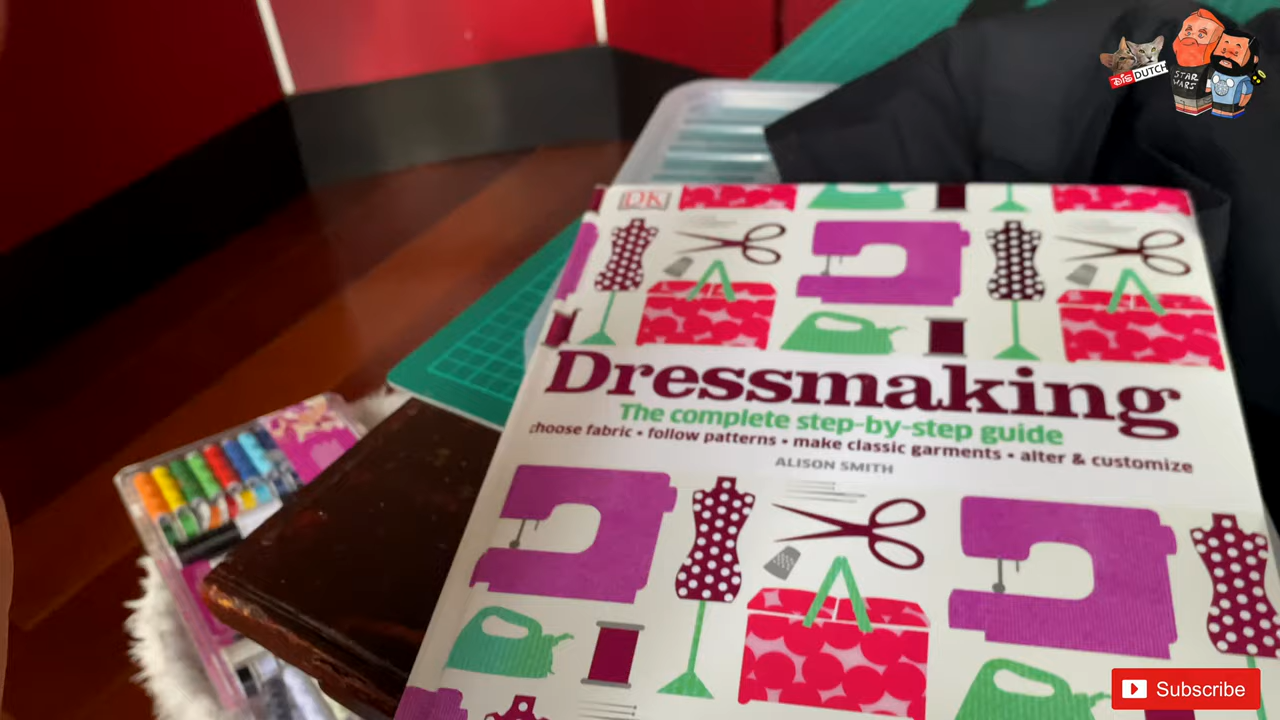 DiS DUTCH
STAR
WARS
DK
Dressmaking
The complete step-by-step guide
choose fabric • follow patterns • make classic garments • alter & customize
ALISON SMITH
Subscribe